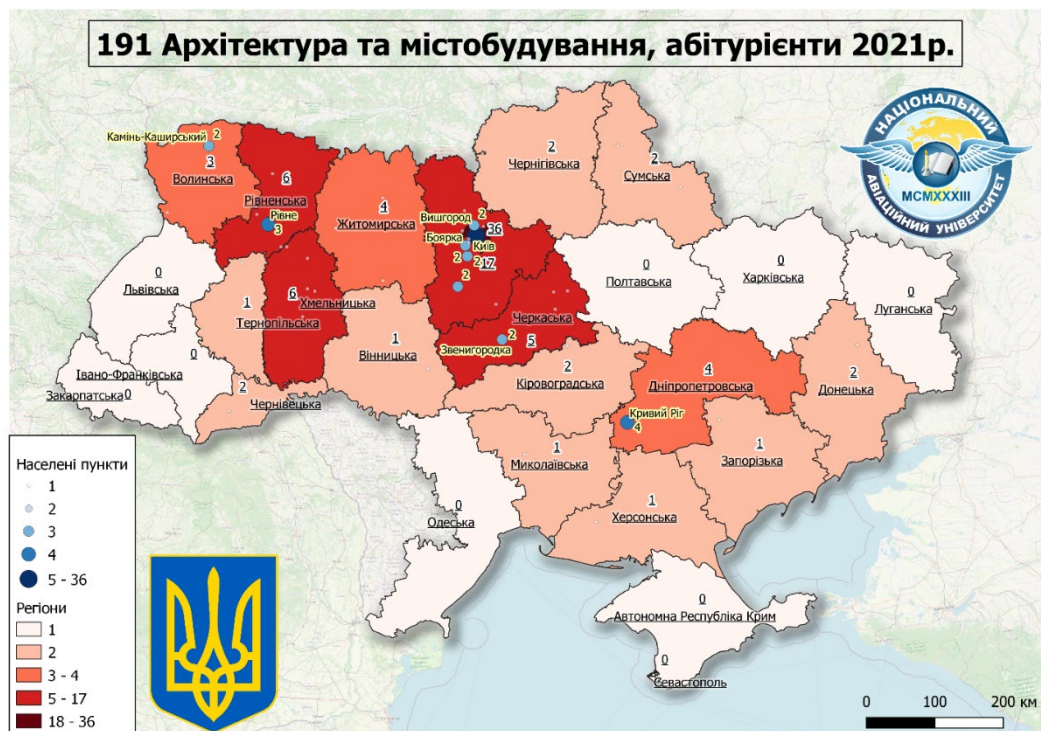 191 Архітектура та містобудування, абітурієнти 2021р.
НАЦІОНАЛЬНИЙ
АВІАЦІЙНИЙ УНІВЕРСИТЕТ
MCMXXXIII
Камінь-Каширський 2
3
Волинська
6
Рівненська
Рівне
3
4
Житомирська
2
Чернігівська
2
Сумська
Вишгород 2
36
Боярка
Київ
2
2
17
2
0
Львівська
1
Тернопільська
6
Хмельницька
1
Вінницька
Черкаська
5
Звенигородка 2
0
Полтавська
0
Харківська
0
Луганська
0
Івано-Франківська
Закарпатська 0
2
Чернівецька
2
Кіровоградська
4
Дніпропетровська
Кривий Ріг
4
2
Донецька
1
Миколаївська
1
Запорізька
0
Одеська
1
Херсонська
0
Автономна Республіка Крим
0
Севастополь
Населені пункти
1
2
3
4
5 - 36
Регіони
1
2
3 - 4
5 - 17
18 - 36
0 100 200 км